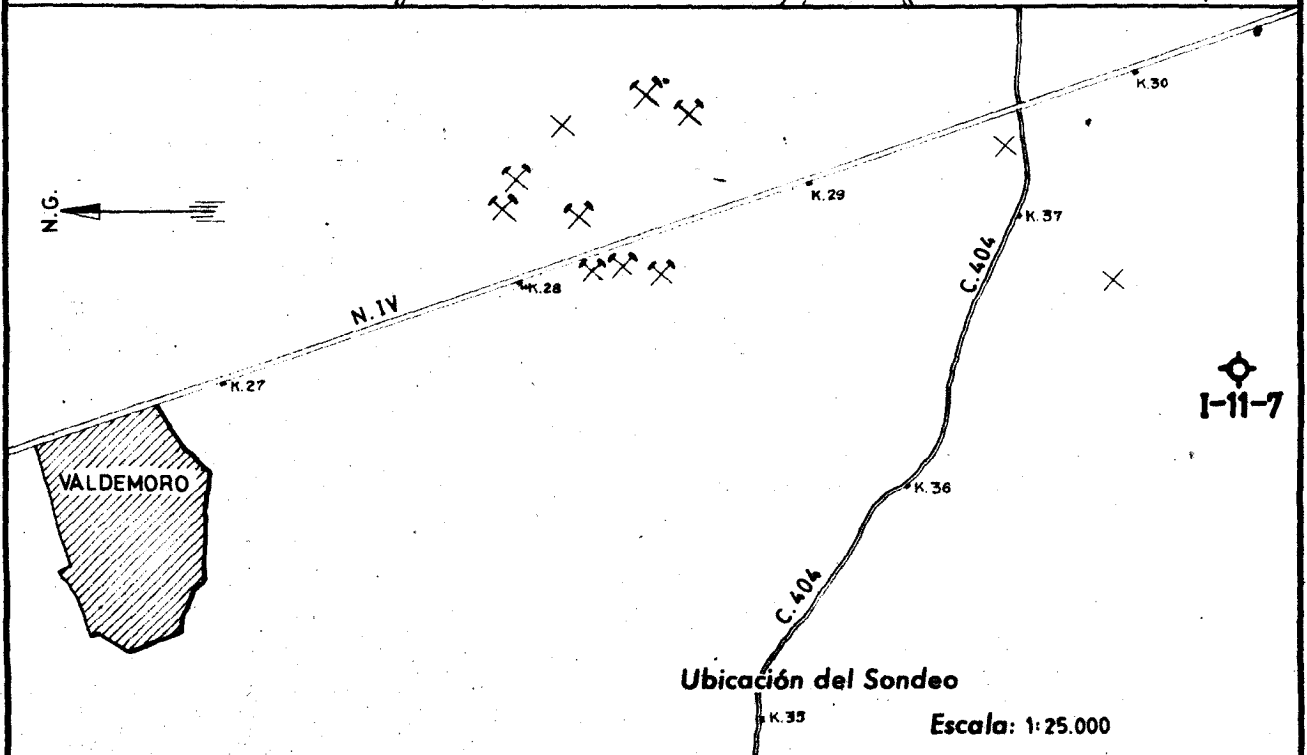 K.30
N.G.
K.29
K.37
C.404
K.28
N.IV
K.27
I-11-7
VALDEMORO
K.36
C.404
Ubicación del Sondeo
K.35
Escala: 1:25.000